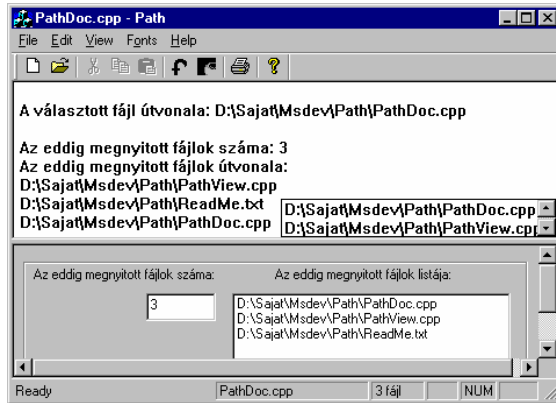 PathDoc.cpp - Path
File Edit View Fonts Help
A választott fájl útvonala: D:\Sajat\Msdev\Path\PathDoc.cpp
Az eddig megnyitott fájlok száma: 3
Az eddig megnyitott fájlok útvonala:
D:\Sajat\Msdev\Path\PathView.cpp
D:\Sajat\Msdev\Path\ReadMe.txt
D:\Sajat\Msdev\Path\PathDoc.cpp
D:\Sajat\Msdev\Path\PathDoc.cpp
D:\Sajat\Msdev\Path\PathView.cpp
Az eddig megnyitott fájlok száma: Az eddig megnyitott fájlok listája:
3
D:\Sajat\Msdev\Path\PathDoc.cpp
D:\Sajat\Msdev\Path\PathView.cpp
D:\Sajat\Msdev\Path\ReadMe.txt
Ready PathDoc.cpp 3 fájl NUM